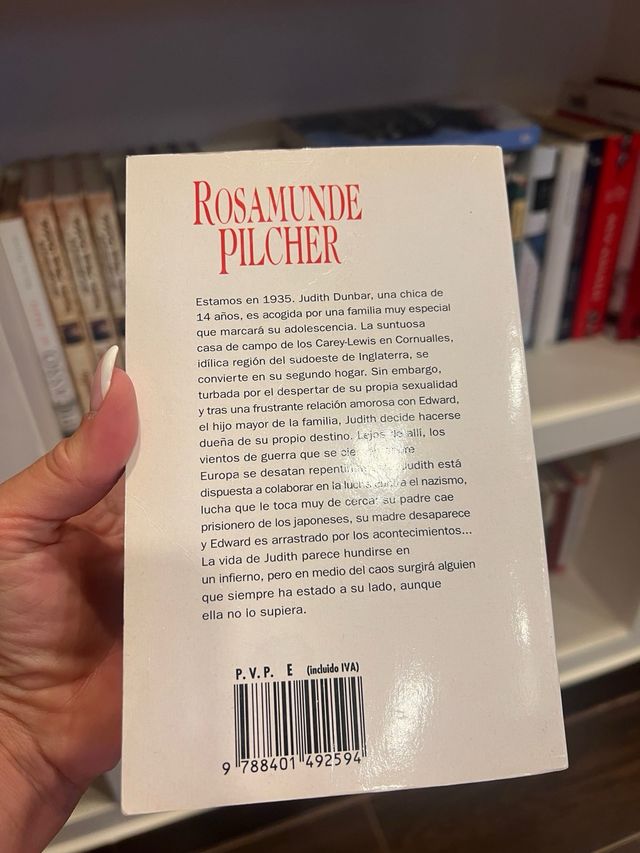 ROSAMUNDE
PILCHER
Estamos en 1935. Judith Dunbar, una chica de
14 años, es acogida por una familia muy especial
que marcará su adolescencia. La suntuosa
casa de campo de los Carey-Lewis en Cornualles,
idílica región del sudoeste de Inglaterra, se
convierte en su segundo hogar. Sin embargo,
turbada por el despertar de su propia sexualidad
y tras una frustrante relación amorosa con Edward,
el hijo mayor de la familia, Judith decide hacerse
dueña de su propio destino. Lejos de allí, los
vientos de guerra que se
Europa se desatan Judith está
dispuesta a colaborar en la lucha contra el nazismo,
lucha que le toca muy de cerca: su padre cae
prisionero de los japoneses, su madre desaparece
y Edward es arrastrado por los acontecimientos...
La vida de Judith parece hundirse en
un infierno, pero en medio del caos surgirá alguien
que siempre ha estado a su lado, aunque
ella no lo supiera.
P.V.P. E (incluido IVA)
9 788401 492594